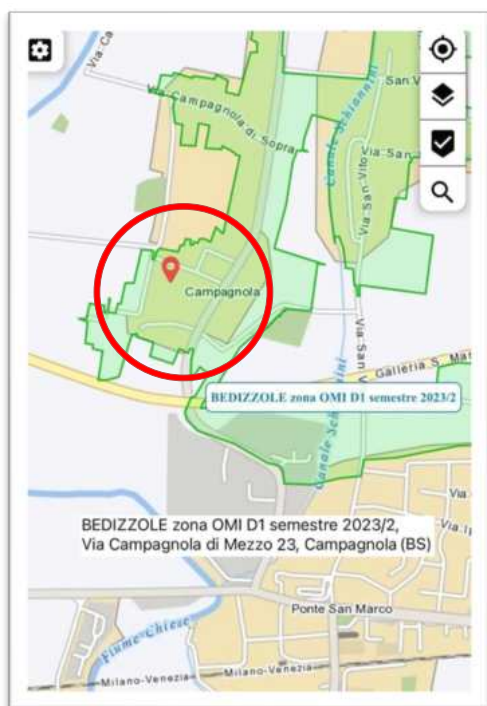 Via Ca
San V
Via Campagnola di Sopra
Canale Schiannini
Via San Vito
Via San
Campagnola
Via San V
Galleria S. Mar
BEDIZZOLE zona OMI D1 semestre 2023/2
Canale Schiannini
BEDIZZOLE zona OMI D1 semestre 2023/2,
Via Campagnola di Mezzo 23, Campagnola (BS)
Via
Ponte San Marco
Fiume Chiese
Milano-Venezia
Milano-Venezia